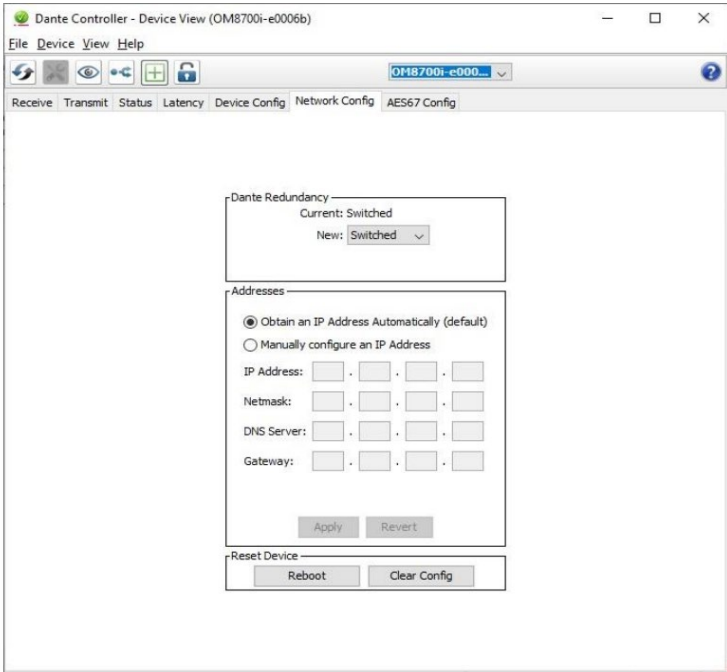 Dante Controller - Device View (OM8700i-e0006b)
File Device View Help
OM8700i-e000...
Receive Transmit Status Latency Device Config Network Config AES67 Config
Dante Redundancy
Current: Switched
New: Switched
Addresses
Obtain an IP Address Automatically (default)
Manually configure an IP Address
IP Address: . . .
Netmask: . . .
DNS Server: . . .
Gateway: . . .
Apply Revert
Reset Device
Reboot Clear Config